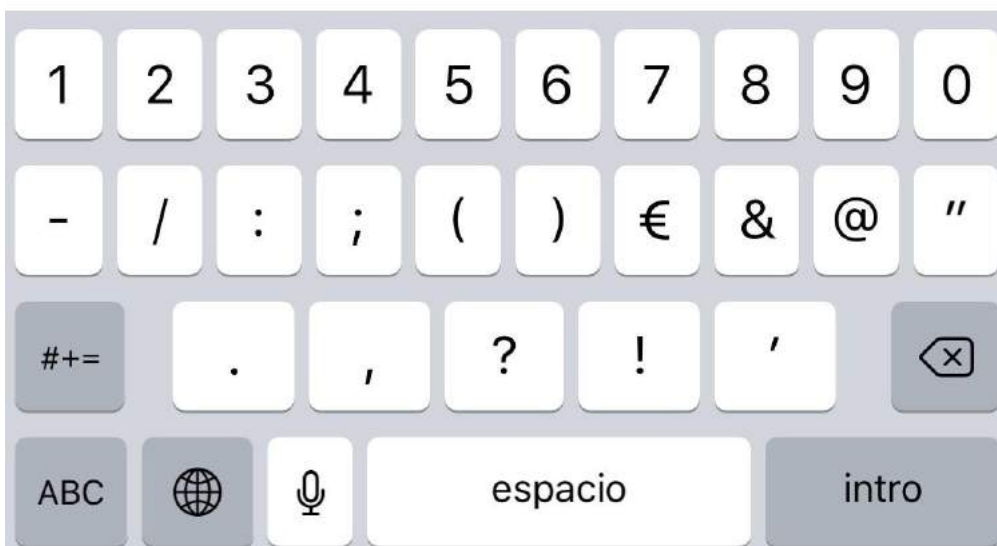 1 2 3 4 5 6 7 8 9 0
- / : ; ( ) € & @ "
#+= . , ? ! '
ABC espacio intro